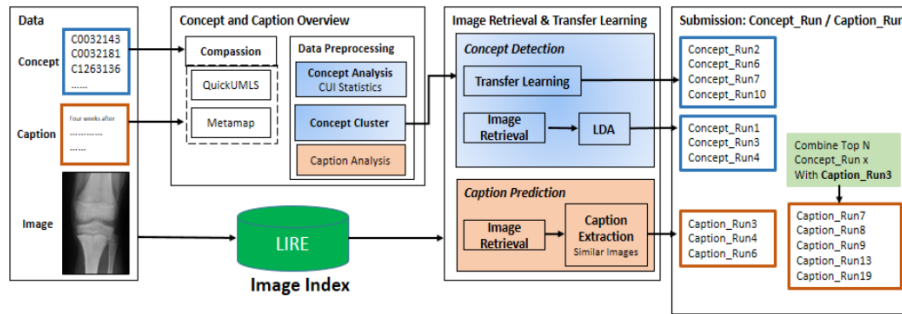 Data
Concept
C0032143
C0032181
C1263136
......
Caption
Four weeks after
............
......
Image
Concept and Caption Overview
Compassion
QuickUMLS
Metamap
Data Preprocessing
Concept Analysis
CUI Statistics
Concept Cluster
Caption Analysis
LIRE
Image Index
Image Retrieval & Transfer Learning
Concept Detection
Transfer Learning
Image
Retrieval
LDA
Caption Prediction
Image
Retrieval
Caption
Extraction
Similar Images
Submission: Concept_Run / Caption_Run
Concept_Run2
Concept_Run6
Concept_Run7
Concept_Run10
Concept_Run1
Concept_Run3
Concept_Run4
Combine Top N
Concept_Run x
With Caption_Run3
Caption_Run3
Caption_Run4
Caption_Run6
Caption_Run7
Caption_Run8
Caption_Run9
Caption_Run13
Caption_Run19